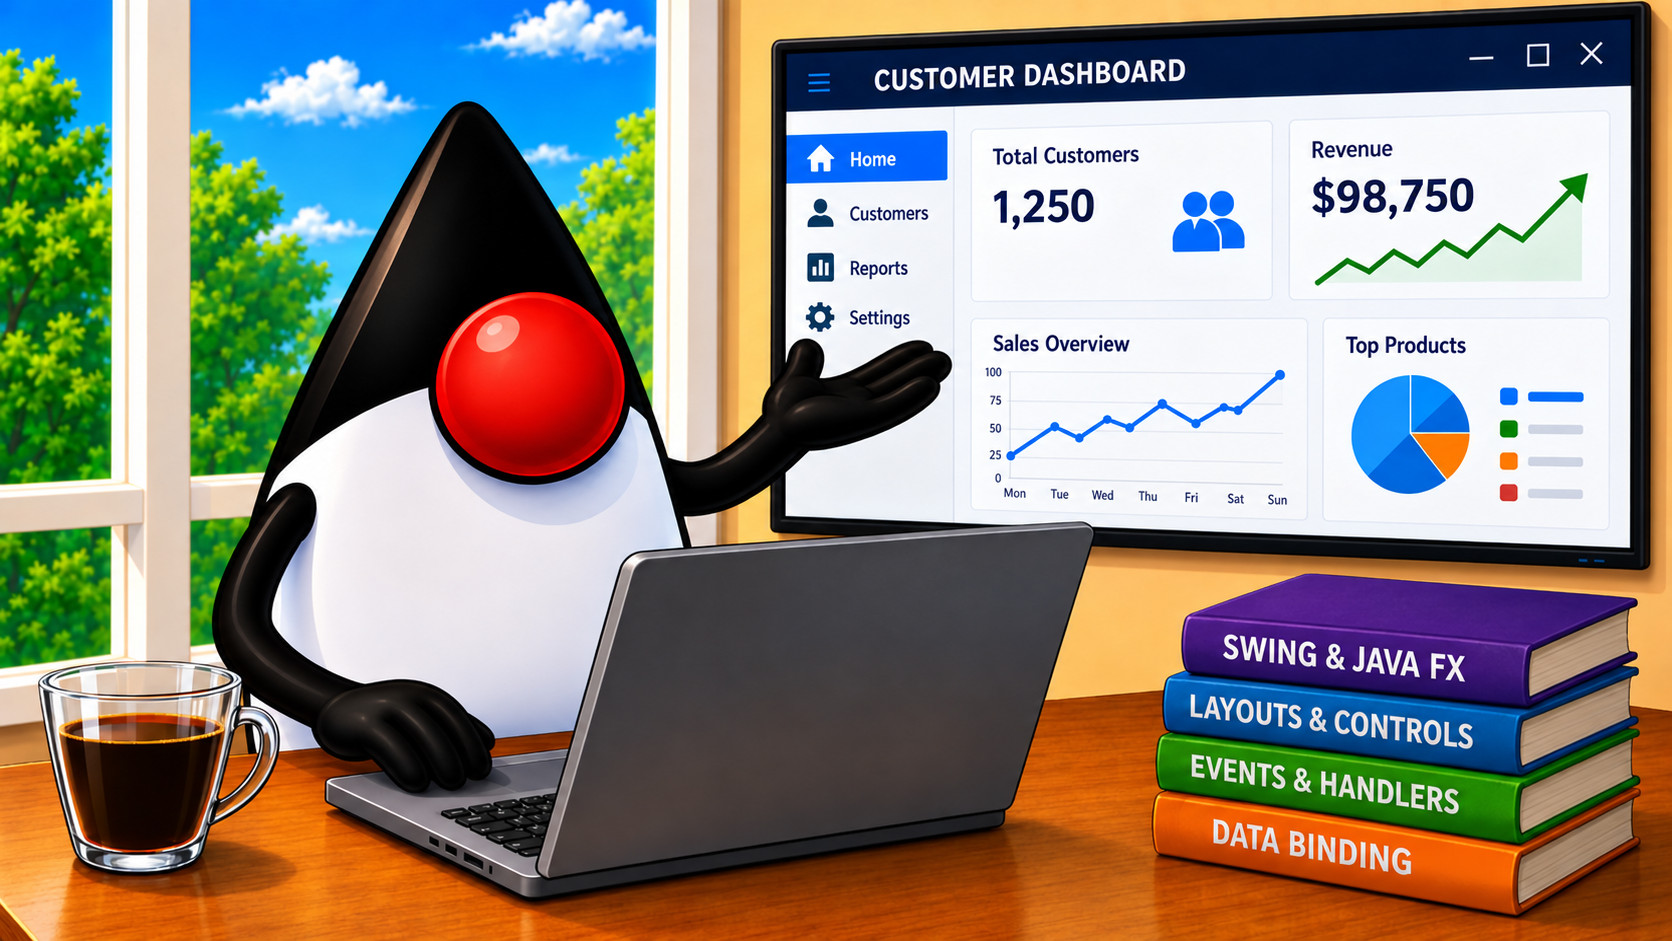 CUSTOMER DASHBOARD
Home
Customers
Reports
Settings
Total Customers
1,250
Revenue
$98,750
Sales Overview
100
75
50
25
0
Mon Tue Wed Thu Fri Sat Sun
Top Products
SWING & JAVA FX
LAYOUTS & CONTROLS
EVENTS & HANDLERS
DATA BINDING